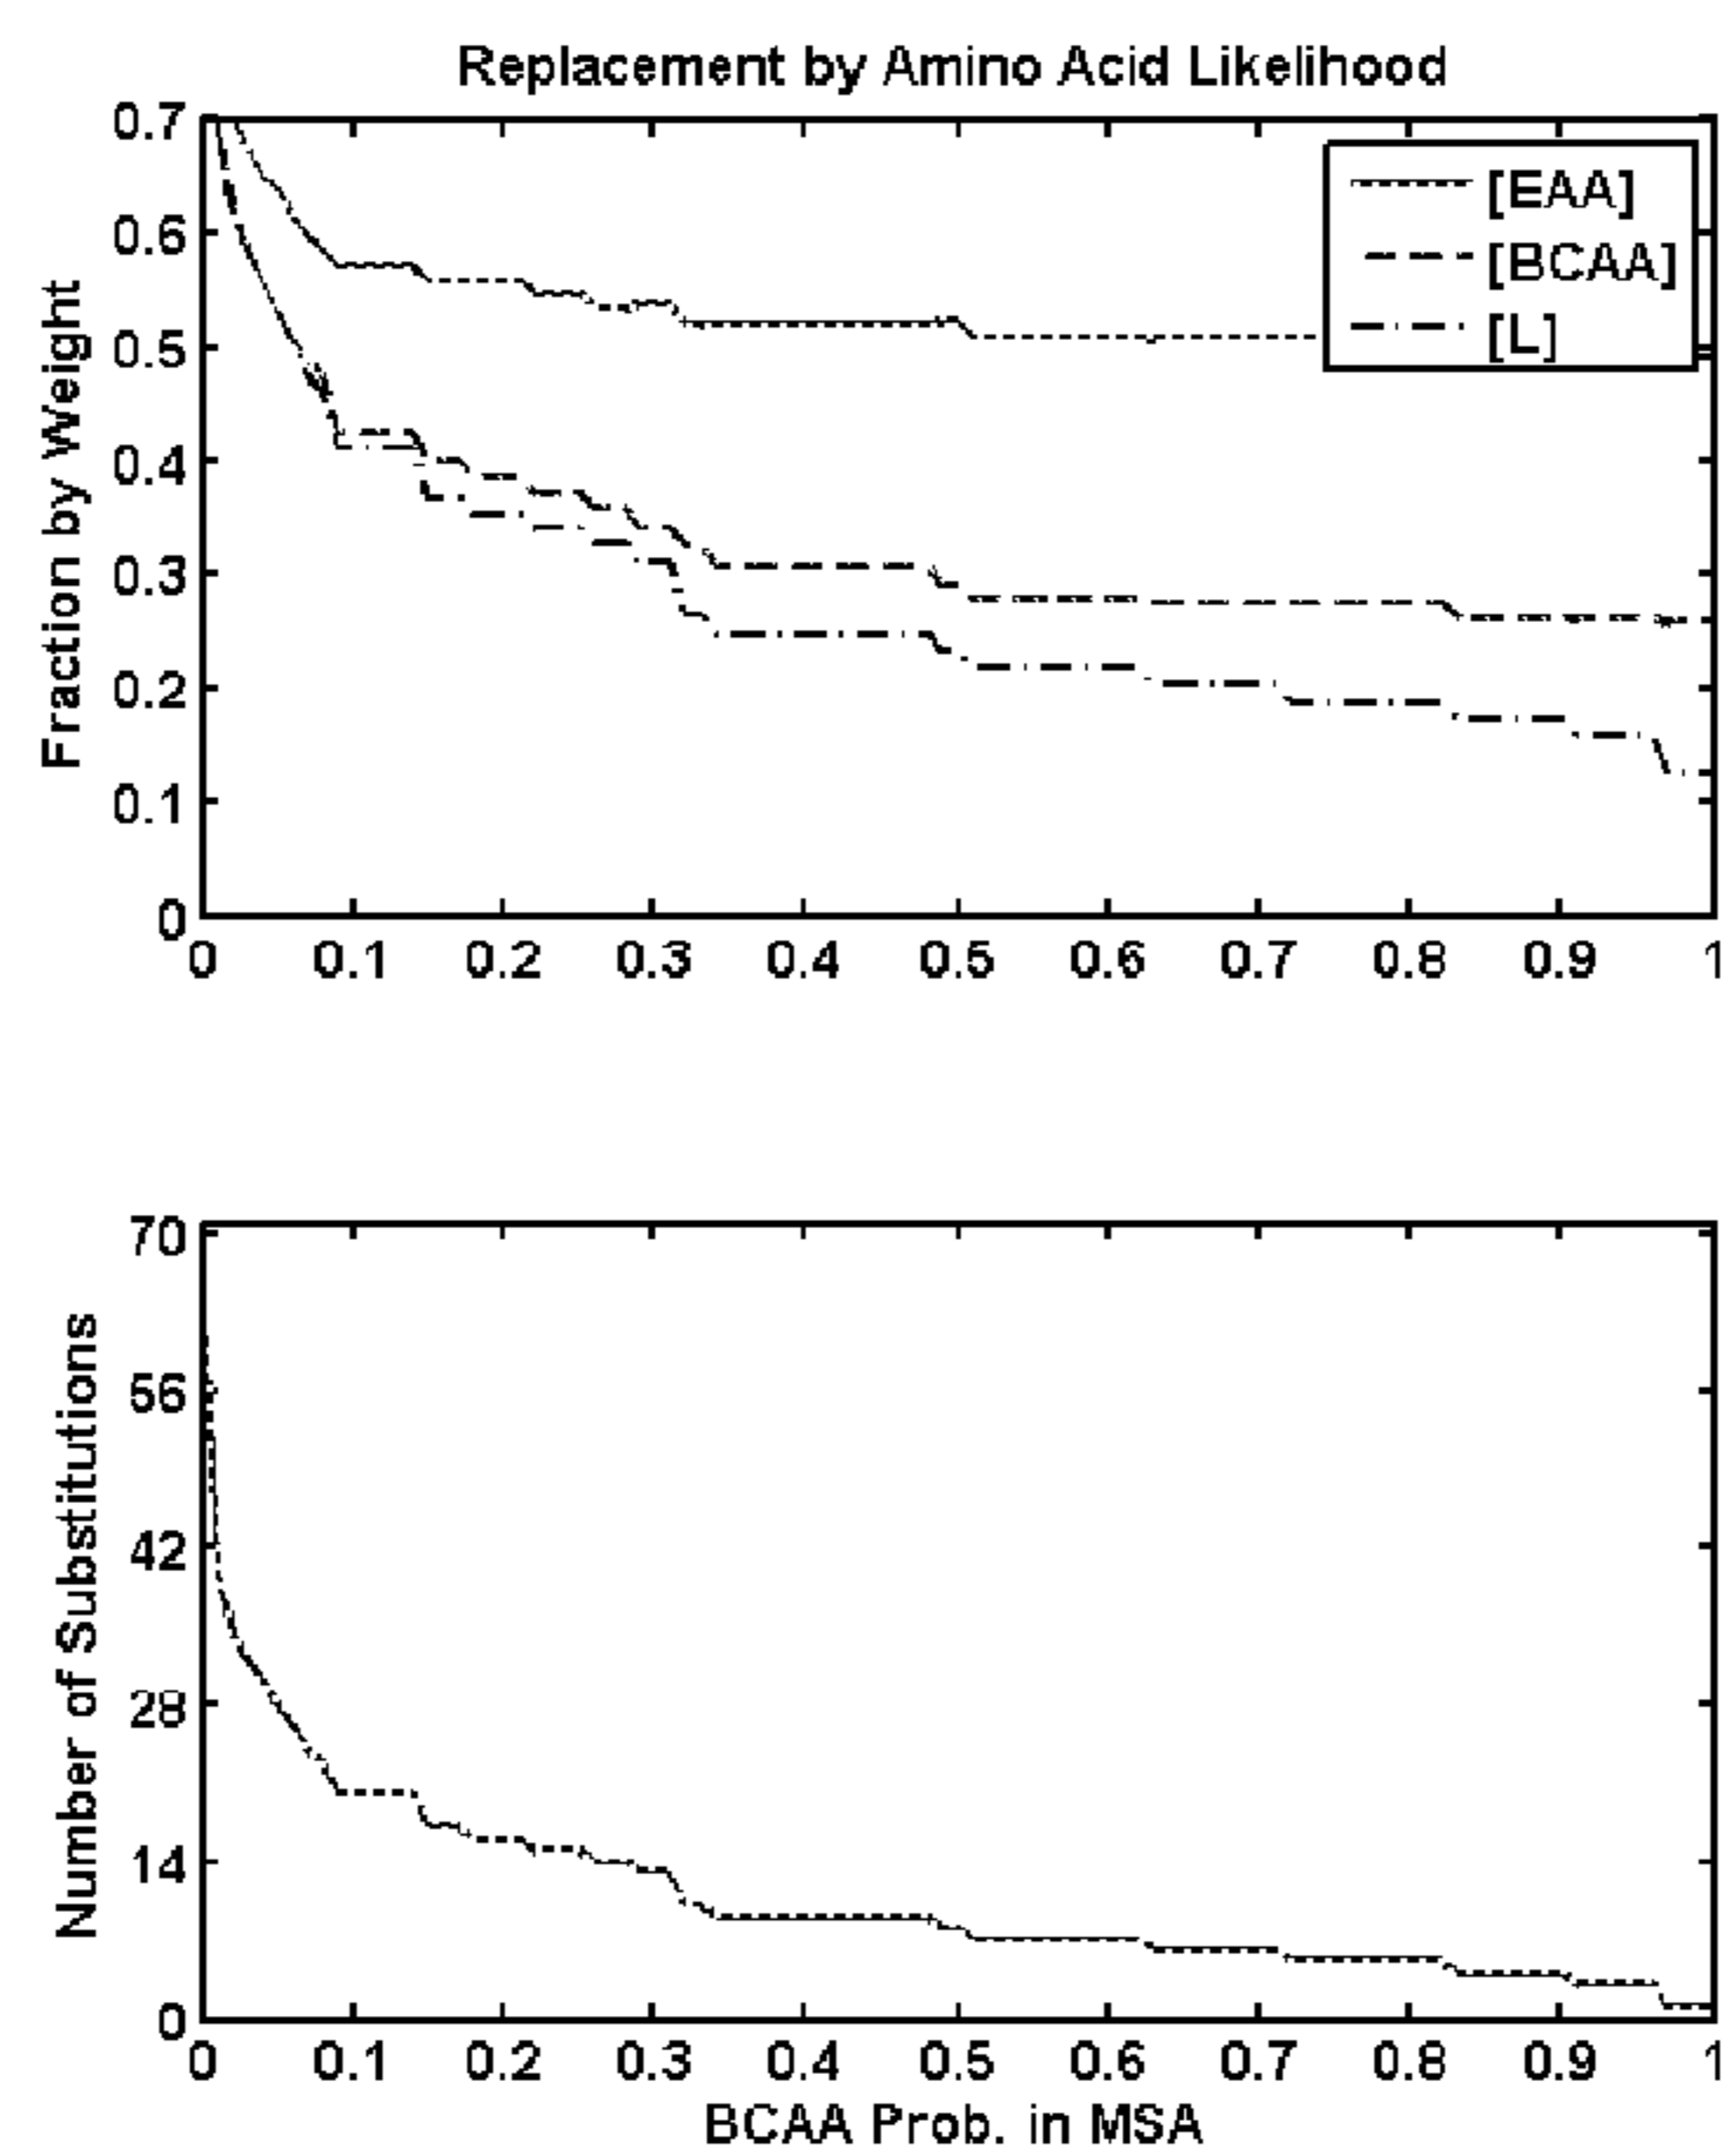 Replacement by Amino Acid Likelihood
0.7
0.6
0.5
0.4
0.3
0.2
0.1
0
Fraction by Weight
[EAA]
[BCAA]
[L]
0 0.1 0.2 0.3 0.4 0.5 0.6 0.7 0.8 0.9 1
70
56
42
28
14
0
Number of Substitutions
0 0.1 0.2 0.3 0.4 0.5 0.6 0.7 0.8 0.9 1
BCAA Prob. in MSA